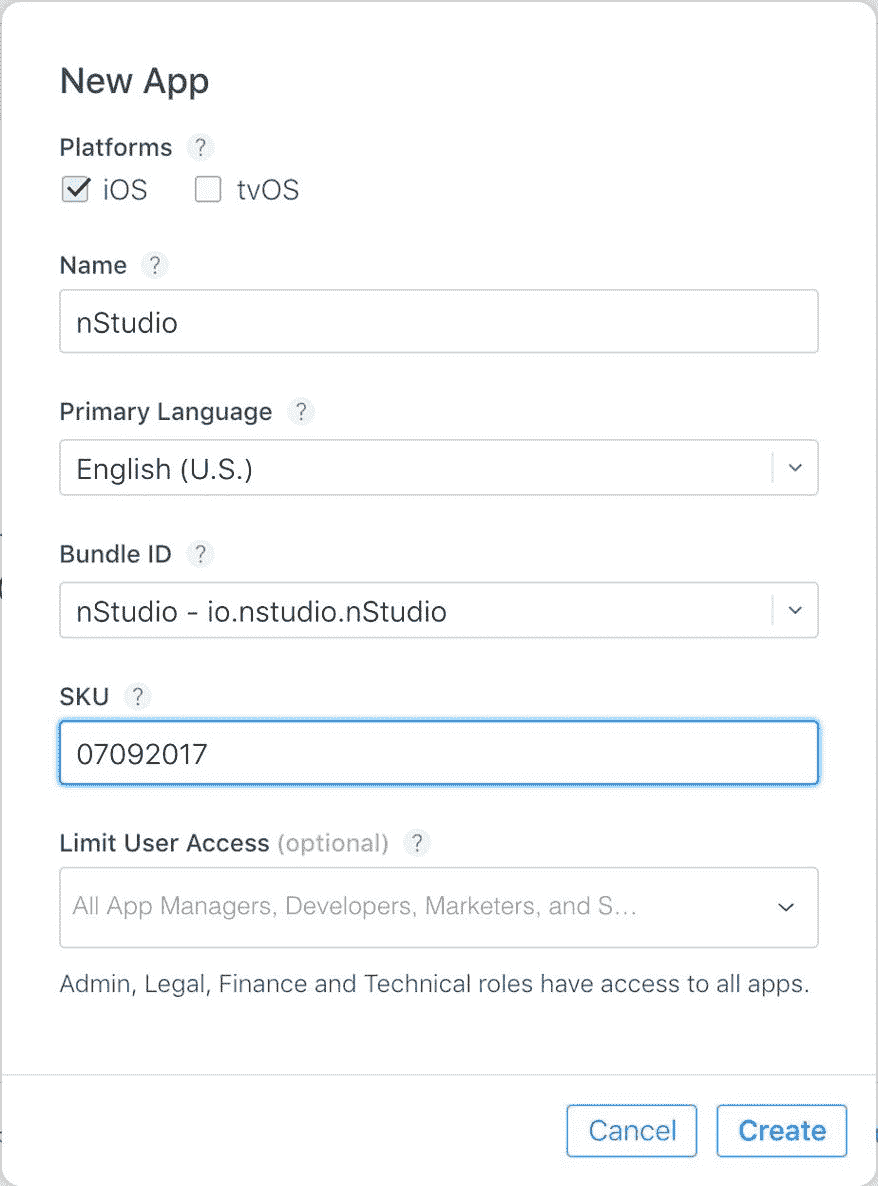 New App
Platforms ?
iOS tvOS
Name ?
nStudio
Primary Language ?
English (U.S.)
Bundle ID ?
nStudio - io.nstudio.nStudio
SKU ?
07092017
Limit User Access (optional) ?
All App Managers, Developers, Marketers, and S...
Admin, Legal, Finance and Technical roles have access to all apps.
Cancel Create